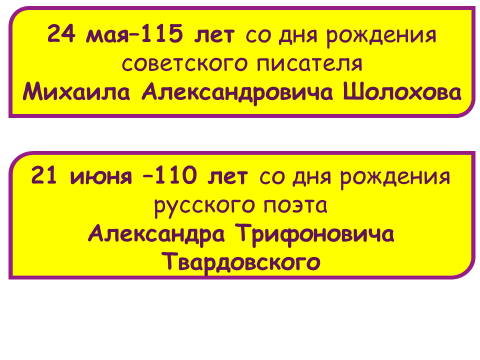 24 мая–115 лет со дня рождения
советского писателя
Михаила Александровича Шолохова
21 июня –110 лет со дня рождения
русского поэта
Александра Трифоновича
Твардовского